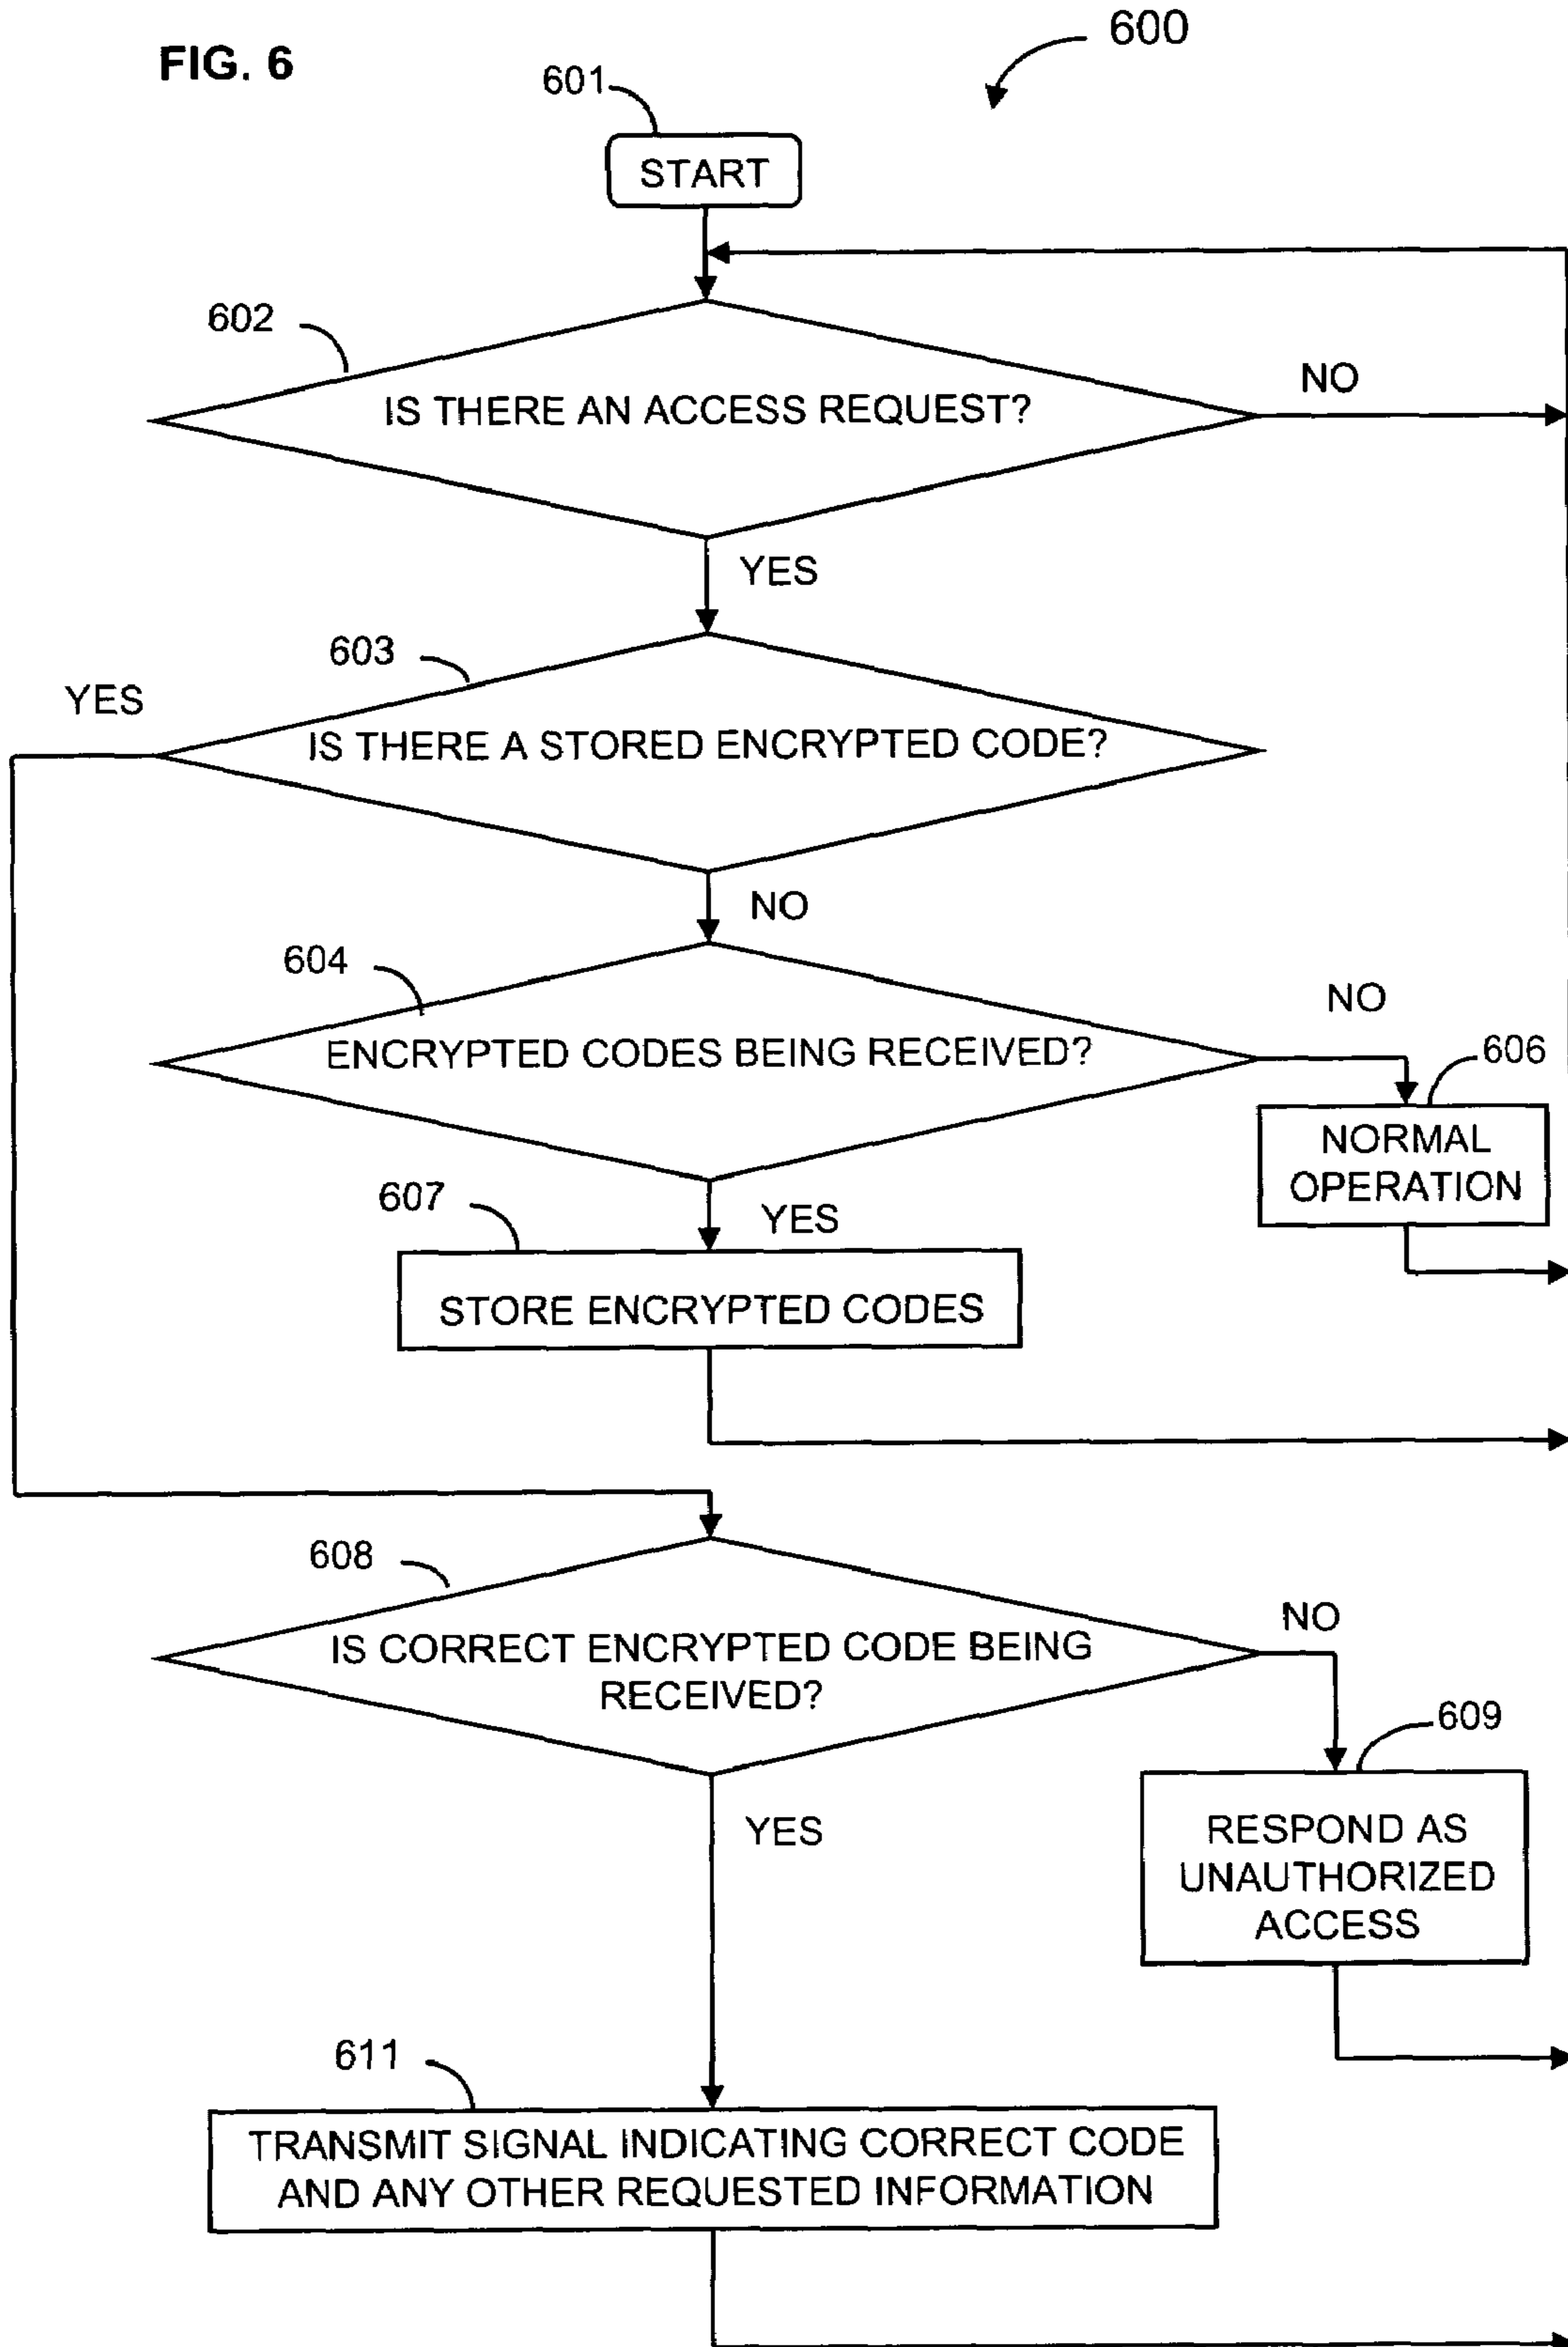 FIG. 6
600
601
START
602
IS THERE AN ACCESS REQUEST?
NO
YES
603
YES
IS THERE A STORED ENCRYPTED CODE?
NO
604
ENCRYPTED CODES BEING RECEIVED?
NO
606
NORMAL
OPERATION
607
YES
STORE ENCRYPTED CODES
608
IS CORRECT ENCRYPTED CODE BEING
RECEIVED?
NO
609
YES
RESPOND AS
UNAUTHORIZED
ACCESS
611
TRANSMIT SIGNAL INDICATING CORRECT CODE
AND ANY OTHER REQUESTED INFORMATION